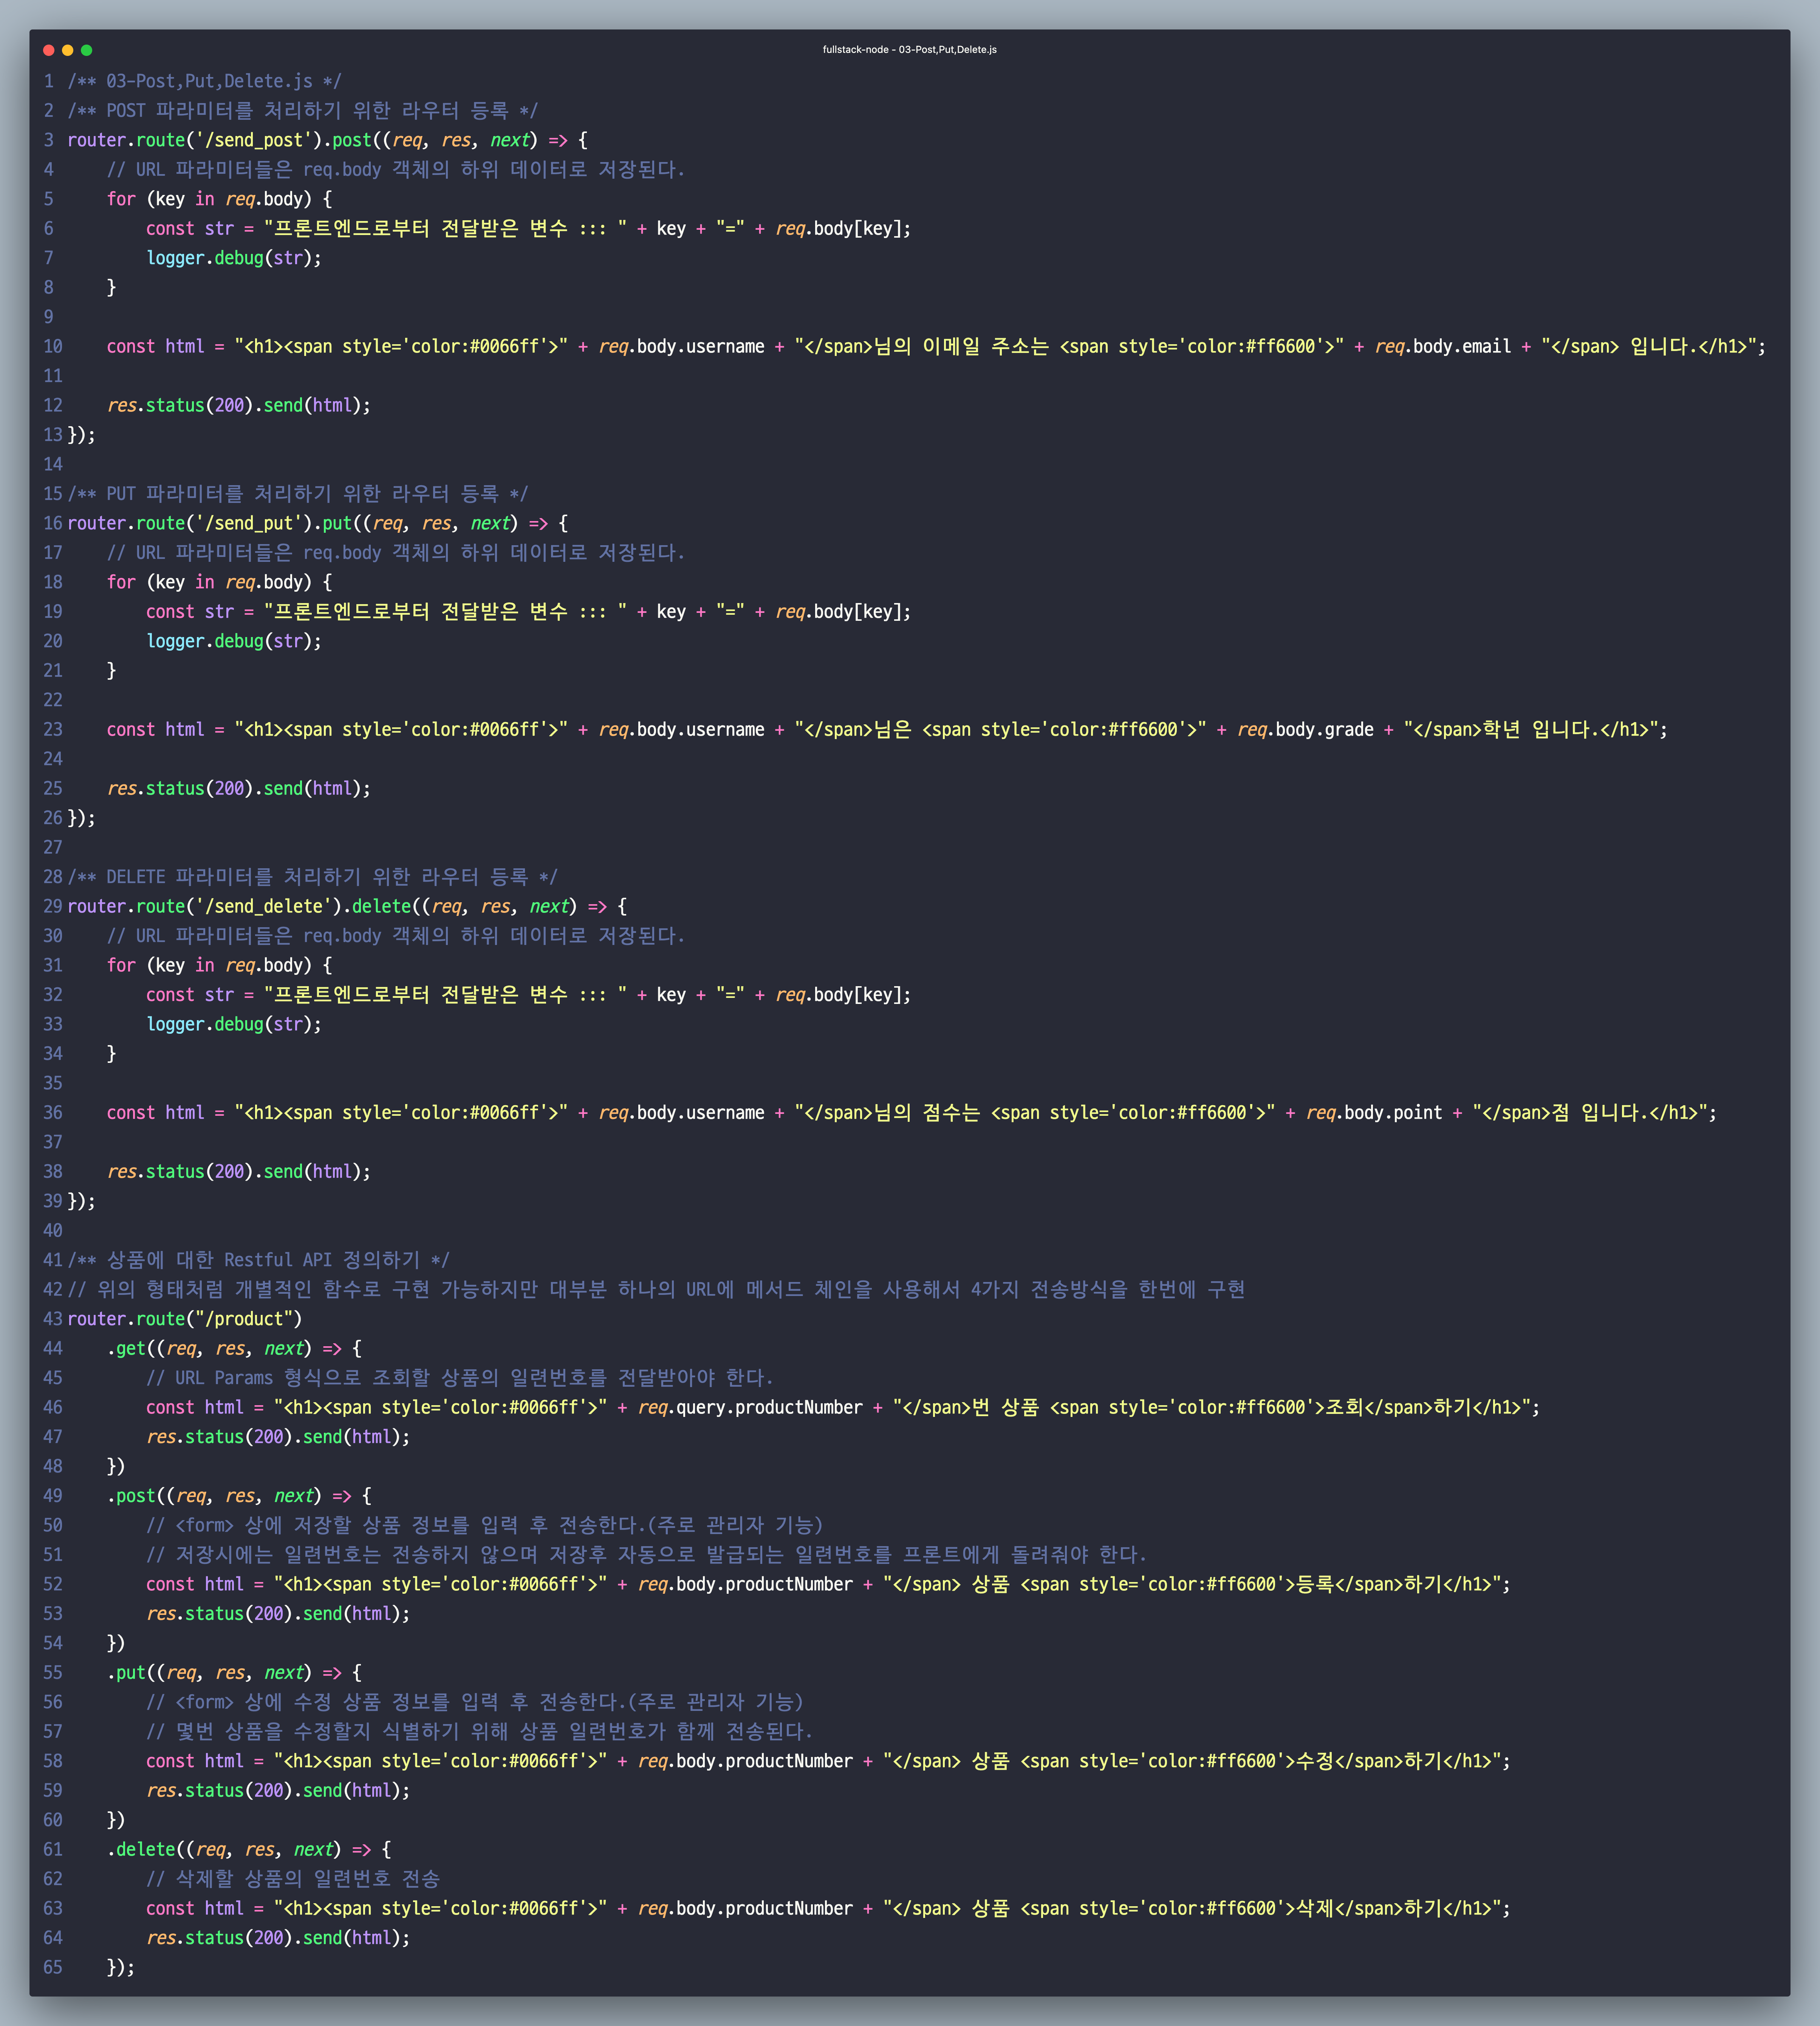 fullstack-node - 03-Post,Put,Delete.js
1 /** 03-Post,Put,Delete.js */
2 /** POST 파라미터를 처리하기 위한 라우터 등록 */
3 router.route('/send_post').post((req, res, next) => {
4     // URL 파라미터들은 req.body 객체의 하위 데이터로 저장된다.
5     for (key in req.body) {
6         const str = "프론트엔드로부터 전달받은 변수 ::: " + key + "=" + req.body[key];
7         logger.debug(str);
8     }
9
10     const html = "<h1><span style='color:#0066ff'>" + req.body.username + "</span>님의 이메일 주소는 <span style='color:#ff6600'>" + req.body.email + "</span> 입니다.</h1>";
11
12     res.status(200).send(html);
13 });
14
15 /** PUT 파라미터를 처리하기 위한 라우터 등록 */
16 router.route('/send_put').put((req, res, next) => {
17     // URL 파라미터들은 req.body 객체의 하위 데이터로 저장된다.
18     for (key in req.body) {
19         const str = "프론트엔드로부터 전달받은 변수 ::: " + key + "=" + req.body[key];
20         logger.debug(str);
21     }
22
23     const html = "<h1><span style='color:#0066ff'>" + req.body.username + "</span>님은 <span style='color:#ff6600'>" + req.body.grade + "</span>학년 입니다.</h1>";
24
25     res.status(200).send(html);
26 });
27
28 /** DELETE 파라미터를 처리하기 위한 라우터 등록 */
29 router.route('/send_delete').delete((req, res, next) => {
30     // URL 파라미터들은 req.body 객체의 하위 데이터로 저장된다.
31     for (key in req.body) {
32         const str = "프론트엔드로부터 전달받은 변수 ::: " + key + "=" + req.body[key];
33         logger.debug(str);
34     }
35
36     const html = "<h1><span style='color:#0066ff'>" + req.body.username + "</span>님의 점수는 <span style='color:#ff6600'>" + req.body.point + "</span>점 입니다.</h1>";
37
38     res.status(200).send(html);
39 });
40
41 /** 상품에 대한 Restful API 정의하기 */
42 // 위의 형태처럼 개별적인 함수로 구현 가능하지만 대부분 하나의 URL에 메서드 체인을 사용해서 4가지 전송방식을 한번에 구현
43 router.route("/product")
44     .get((req, res, next) => {
45         // URL Params 형식으로 조회할 상품의 일련번호를 전달받아야 한다.
46         const html = "<h1><span style='color:#0066ff'>" + req.query.productNumber + "</span>번 상품 <span style='color:#ff6600'>조회</span>하기</h1>";
47         res.status(200).send(html);
48     })
49     .post((req, res, next) => {
50         // <form> 상에 저장할 상품 정보를 입력 후 전송한다.(주로 관리자 기능)
51         // 저장시에는 일련번호는 전송하지 않으며 저장후 자동으로 발급되는 일련번호를 프론트에게 돌려줘야 한다.
52         const html = "<h1><span style='color:#0066ff'>" + req.body.productNumber + "</span> 상품 <span style='color:#ff6600'>등록</span>하기</h1>";
53         res.status(200).send(html);
54     })
55     .put((req, res, next) => {
56         // <form> 상에 수정 상품 정보를 입력 후 전송한다.(주로 관리자 기능)
57         // 몇번 상품을 수정할지 식별하기 위해 상품 일련번호가 함께 전송된다.
58         const html = "<h1><span style='color:#0066ff'>" + req.body.productNumber + "</span> 상품 <span style='color:#ff6600'>수정</span>하기</h1>";
59         res.status(200).send(html);
60     })
61     .delete((req, res, next) => {
62         // 삭제할 상품의 일련번호 전송
63         const html = "<h1><span style='color:#0066ff'>" + req.body.productNumber + "</span> 상품 <span style='color:#ff6600'>삭제</span>하기</h1>";
64         res.status(200).send(html);
65     });